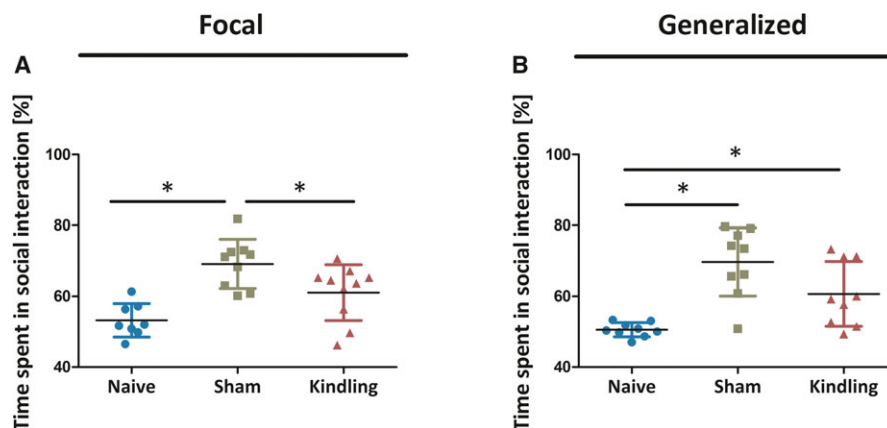 Focal
A
Time spent in social interaction [%]
100
80
60
40
*
*
Naive
Sham
Kindling
Generalized
B
Time spent in social interaction [%]
100
80
60
40
*
*
Naive
Sham
Kindling